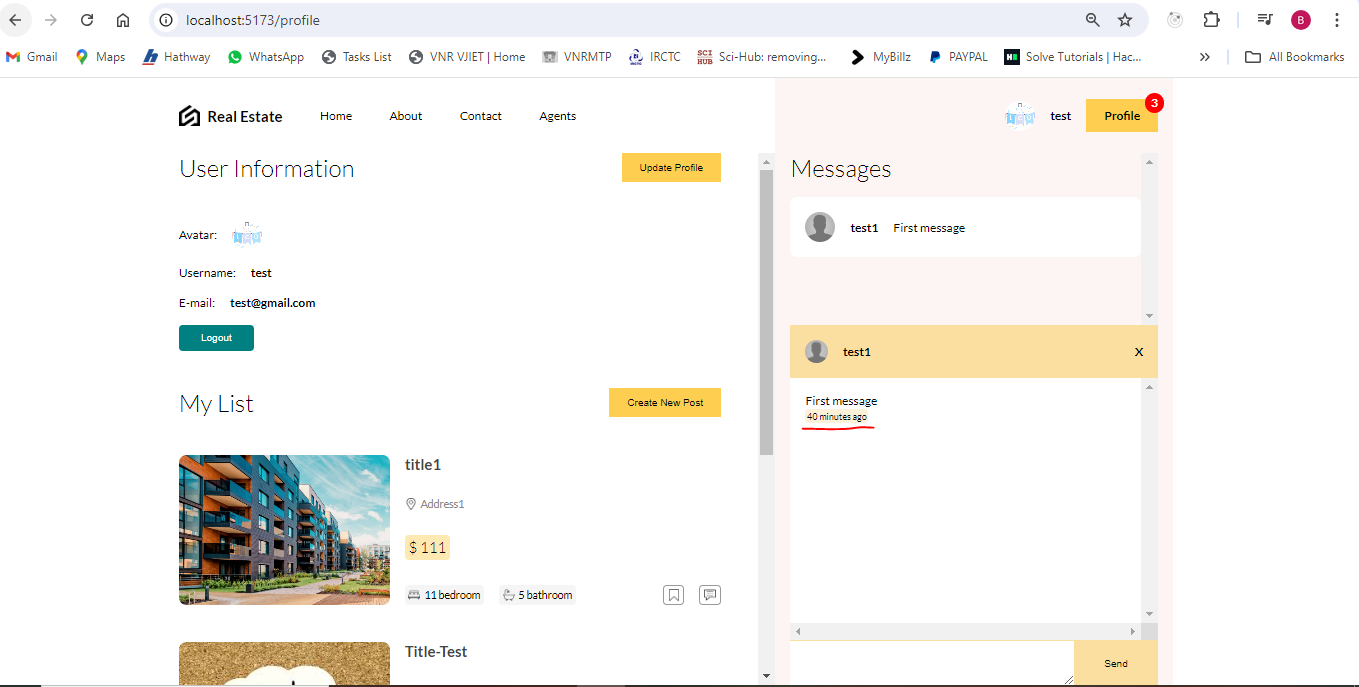 localhost:5173/profile
B
Gmail Maps Hathway WhatsApp Tasks List VNR VJIET | Home VNRMTP IRCTC Sci-Hub: removing... MyBillz PAYPAL Solve Tutorials | Hac... » All Bookmarks
Real Estate Home About Contact Agents test Profile 3
User Information Update Profile
Avatar:
Username: test
E-mail: test@gmail.com
Logout
My List Create New Post
title1
Address1
$ 111
11 bedroom 5 bathroom
Title-Test
Messages
test1 First message
test1 X
First message
40 minutes ago
Send